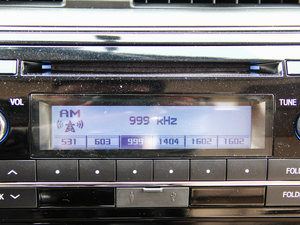 VOL
AM
999 kHz
TUNE
531 603 999 1404 1602 1602
FOLD
K
FOLD